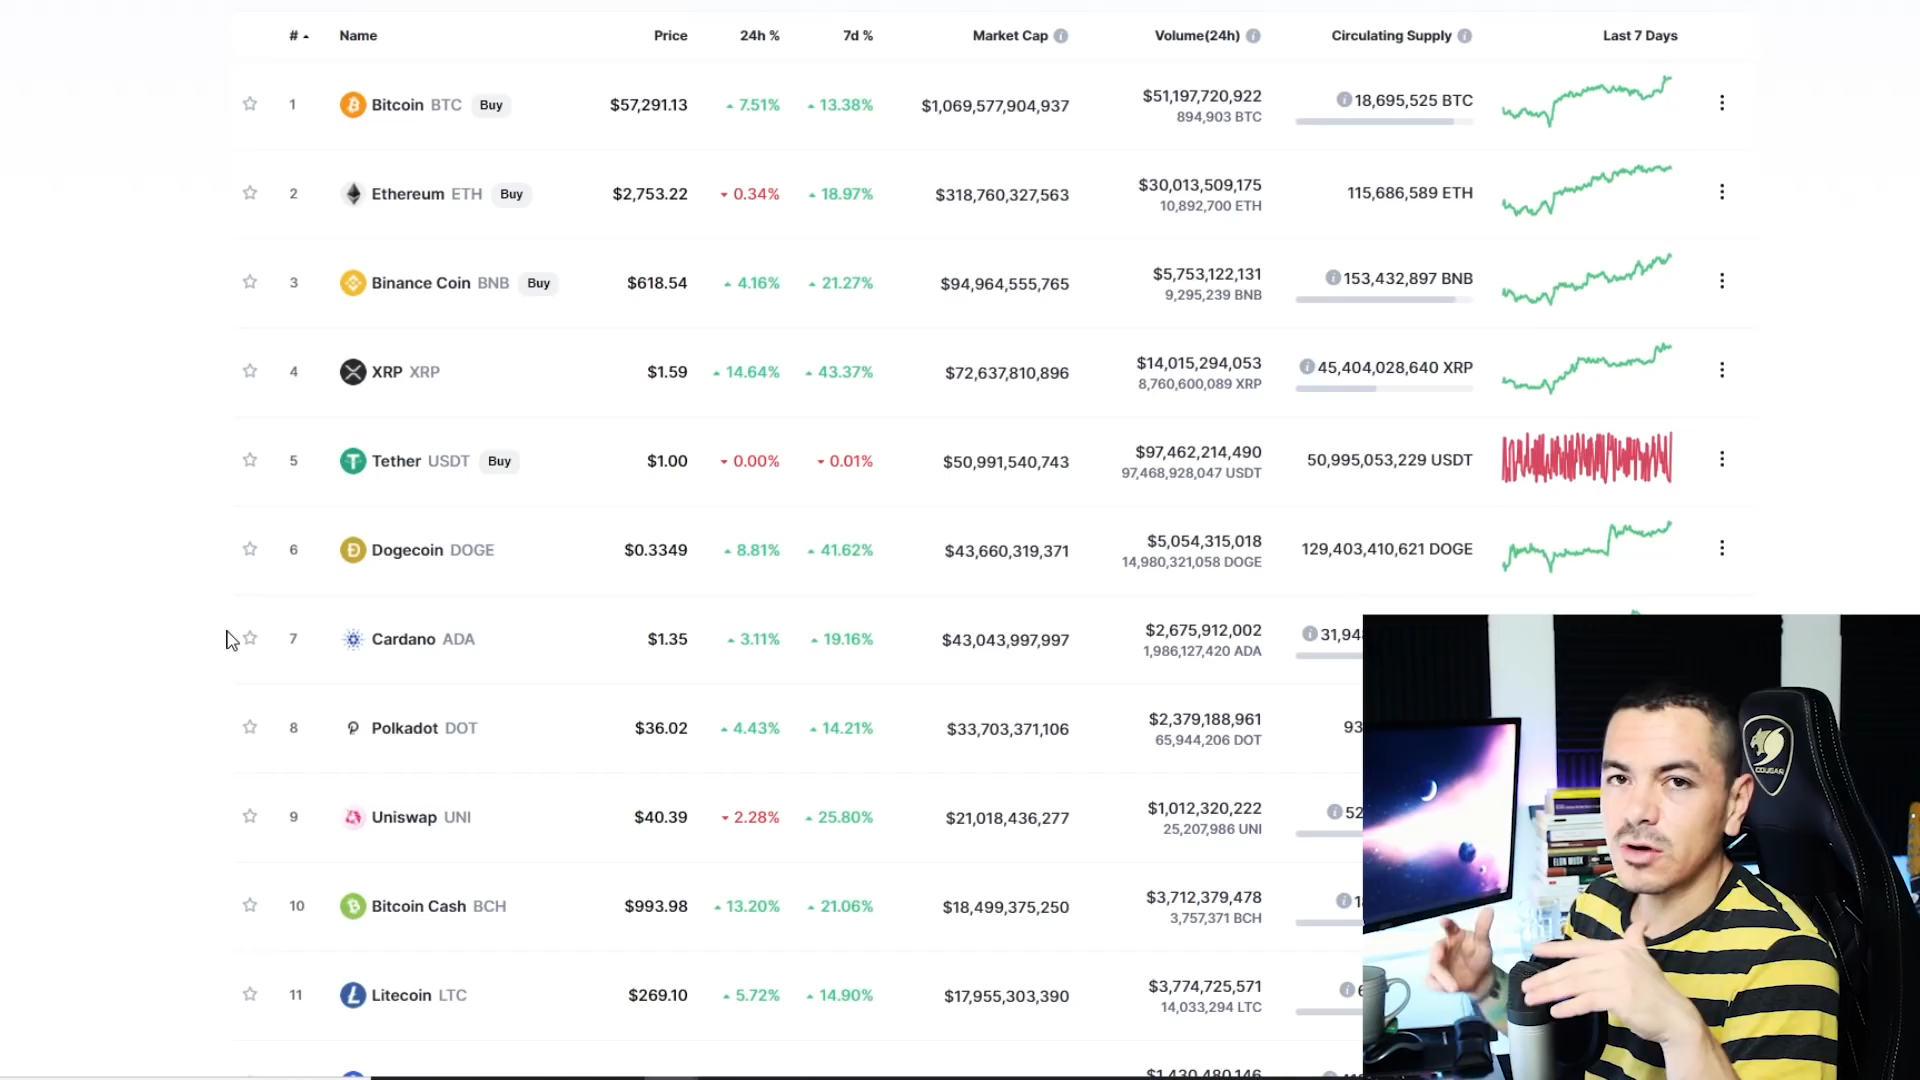 # Name Price 24h % 7d % Market Cap Volume(24h) Circulating Supply Last 7 Days
1 Bitcoin BTC Buy $57,291.13 7.51% 13.38% $1,069,577,904,937 $51,197,720,922 18,695,525 BTC
894,903 BTC
2 Ethereum ETH Buy $2,753.22 0.34% 18.97% $318,760,327,563 $30,013,509,175 115,686,589 ETH
10,892,700 ETH
3 Binance Coin BNB Buy $618.54 4.16% 21.27% $94,964,555,765 $5,753,122,131 153,432,897 BNB
9,295,239 BNB
4 XRP XRP $1.59 14.64% 43.37% $72,637,810,896 $14,015,294,053 45,404,028,640 XRP
8,760,600,089 XRP
5 Tether USDT Buy $1.00 0.00% 0.01% $50,991,540,743 $97,462,214,490 50,995,053,229 USDT
97,468,928,047 USDT
6 Dogecoin DOGE $0.3349 8.81% 41.62% $43,660,319,371 $5,054,315,018 129,403,410,621 DOGE
14,980,321,058 DOGE
7 Cardano ADA $1.35 3.11% 19.16% $43,043,997,997 $2,675,912,002 31,94
1,986,127,420 ADA
8 Polkadot DOT $36.02 4.43% 14.21% $33,703,371,106 $2,379,188,961 93
65,944,206 DOT
9 Uniswap UNI $40.39 2.28% 25.80% $21,018,436,277 $1,012,320,222 52
25,207,986 UNI
10 Bitcoin Cash BCH $993.98 13.20% 21.06% $18,499,375,250 $3,712,379,478
3,757,371 BCH
11 Litecoin LTC $269.10 5.72% 14.90% $17,955,303,390 $3,774,725,571
14,033,294 LTC
$1,430,480,146
COUGAR
ELON MUSK